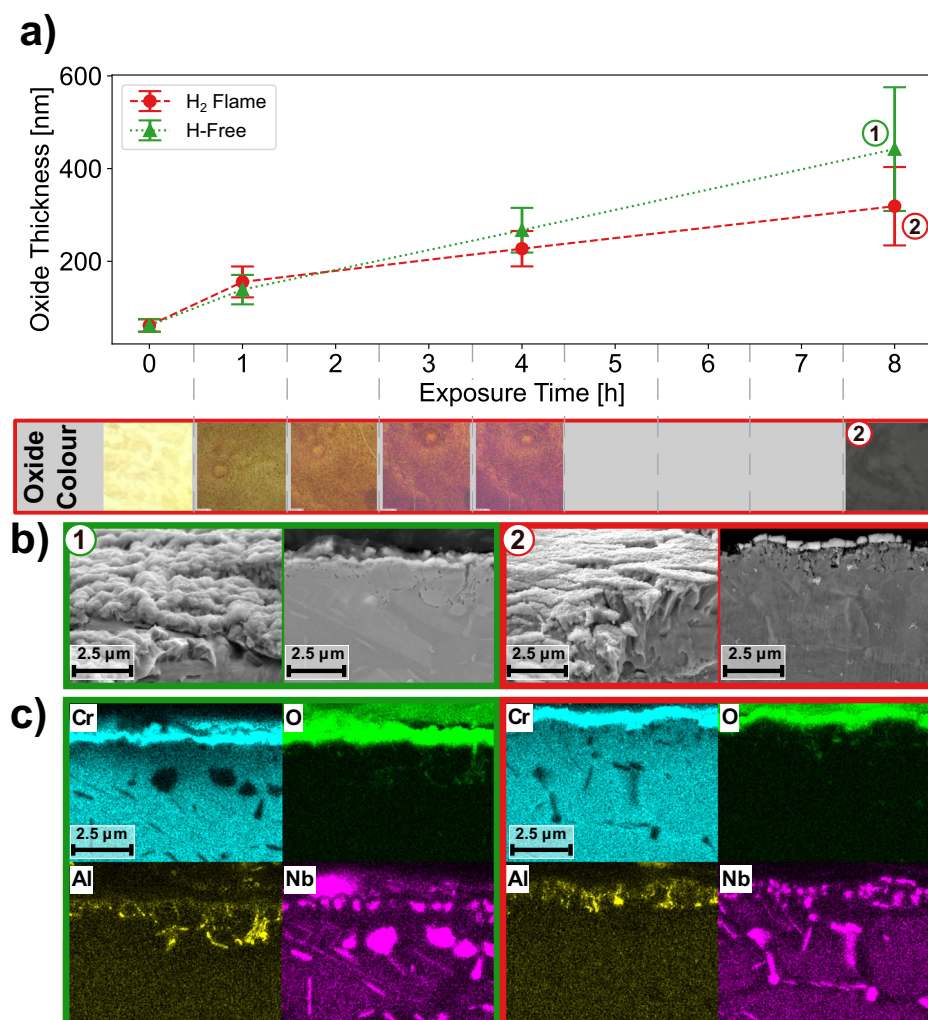 a)
600
400
200
Oxide Thickness [nm]
H₂ Flame
H-Free
1
2
0 1 2 3 4 5 6 7 8
Exposure Time [h]
Oxide
Colour
2
b)
1
2.5 µm
2.5 µm
2
2.5 µm
2.5 µm
c)
Cr
O
Cr
O
2.5 µm
2.5 µm
Al
Nb
Al
Nb